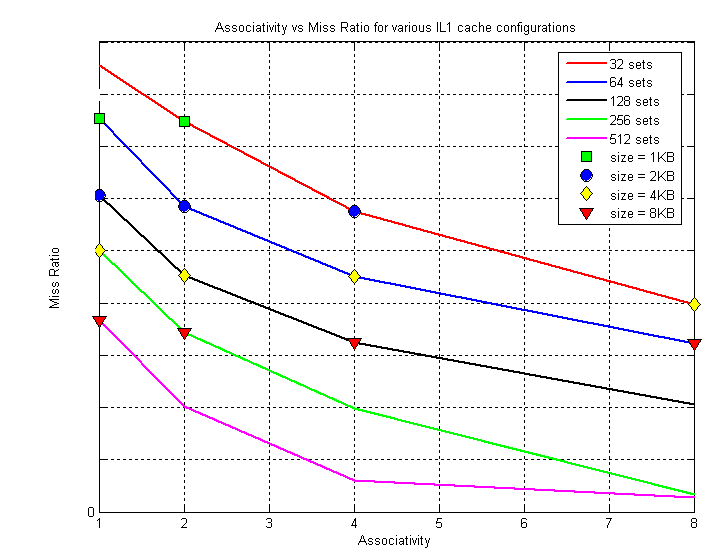 Associativity vs Miss Ratio for various IL1 cache configurations
32 sets
64 sets
128 sets
256 sets
512 sets
size = 1KB
size = 2KB
size = 4KB
size = 8KB
Miss Ratio
0
1 2 3 4 5 6 7 8
Associativity